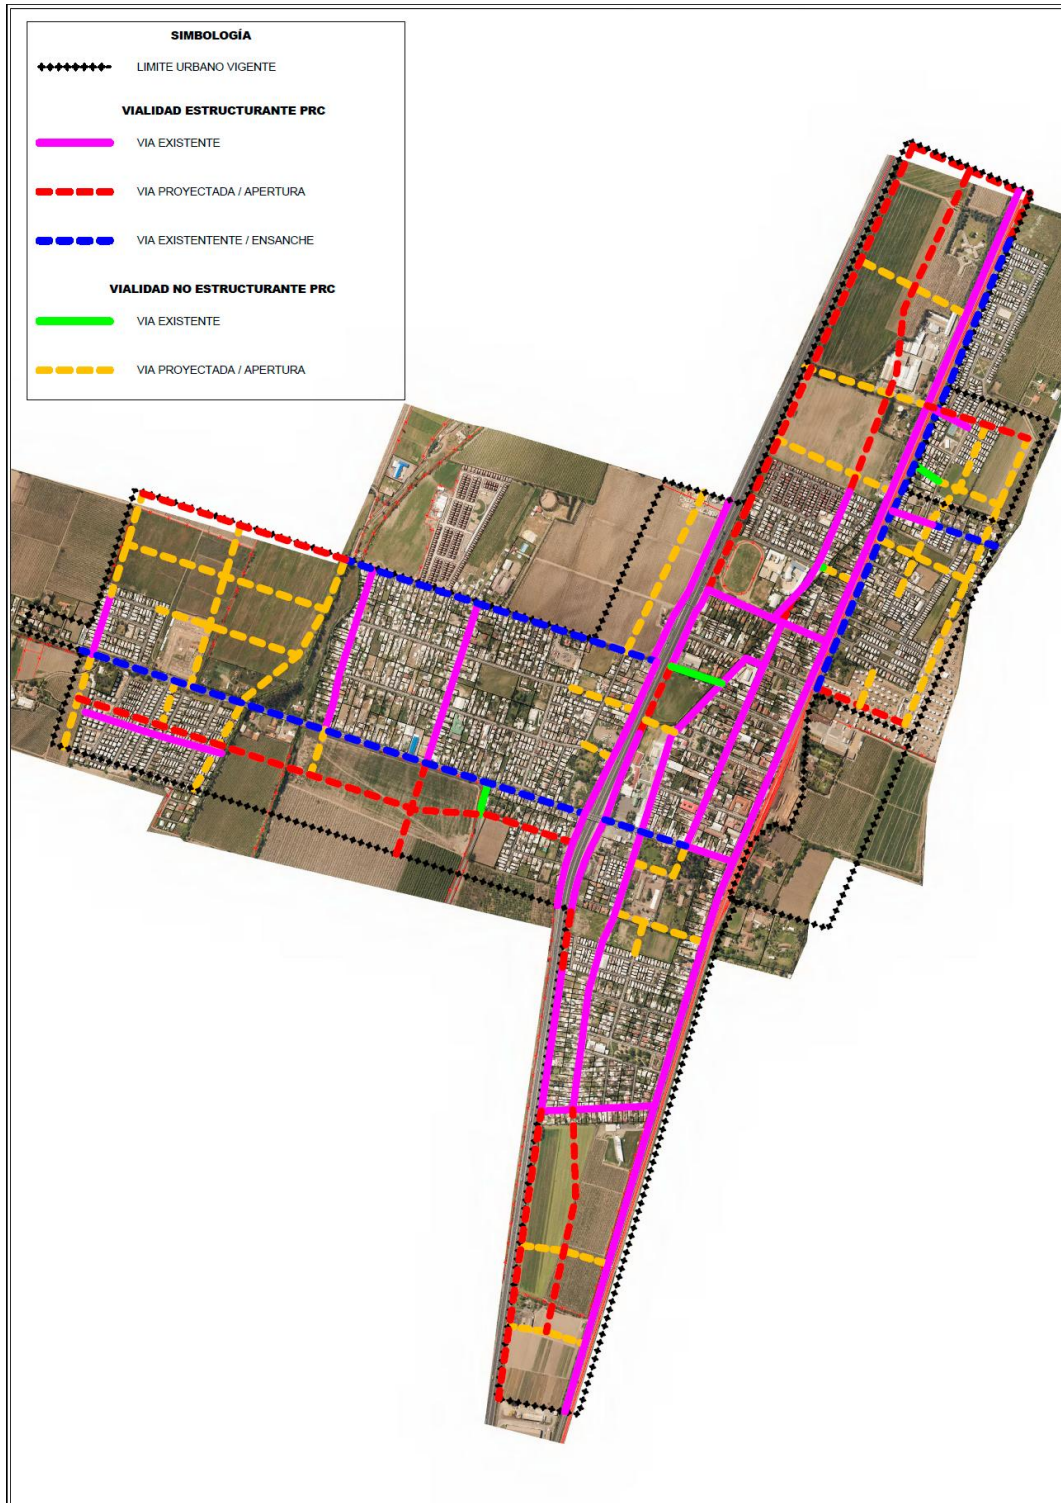 SIMBOLOGÍA
LIMITE URBANO VIGENTE
VIALIDAD ESTRUCTURANTE PRC
VIA EXISTENTE
VIA PROYECTADA / APERTURA
VIA EXISTENTENTE / ENSANCHE
VIALIDAD NO ESTRUCTURANTE PRC
VIA EXISTENTE
VIA PROYECTADA / APERTURA